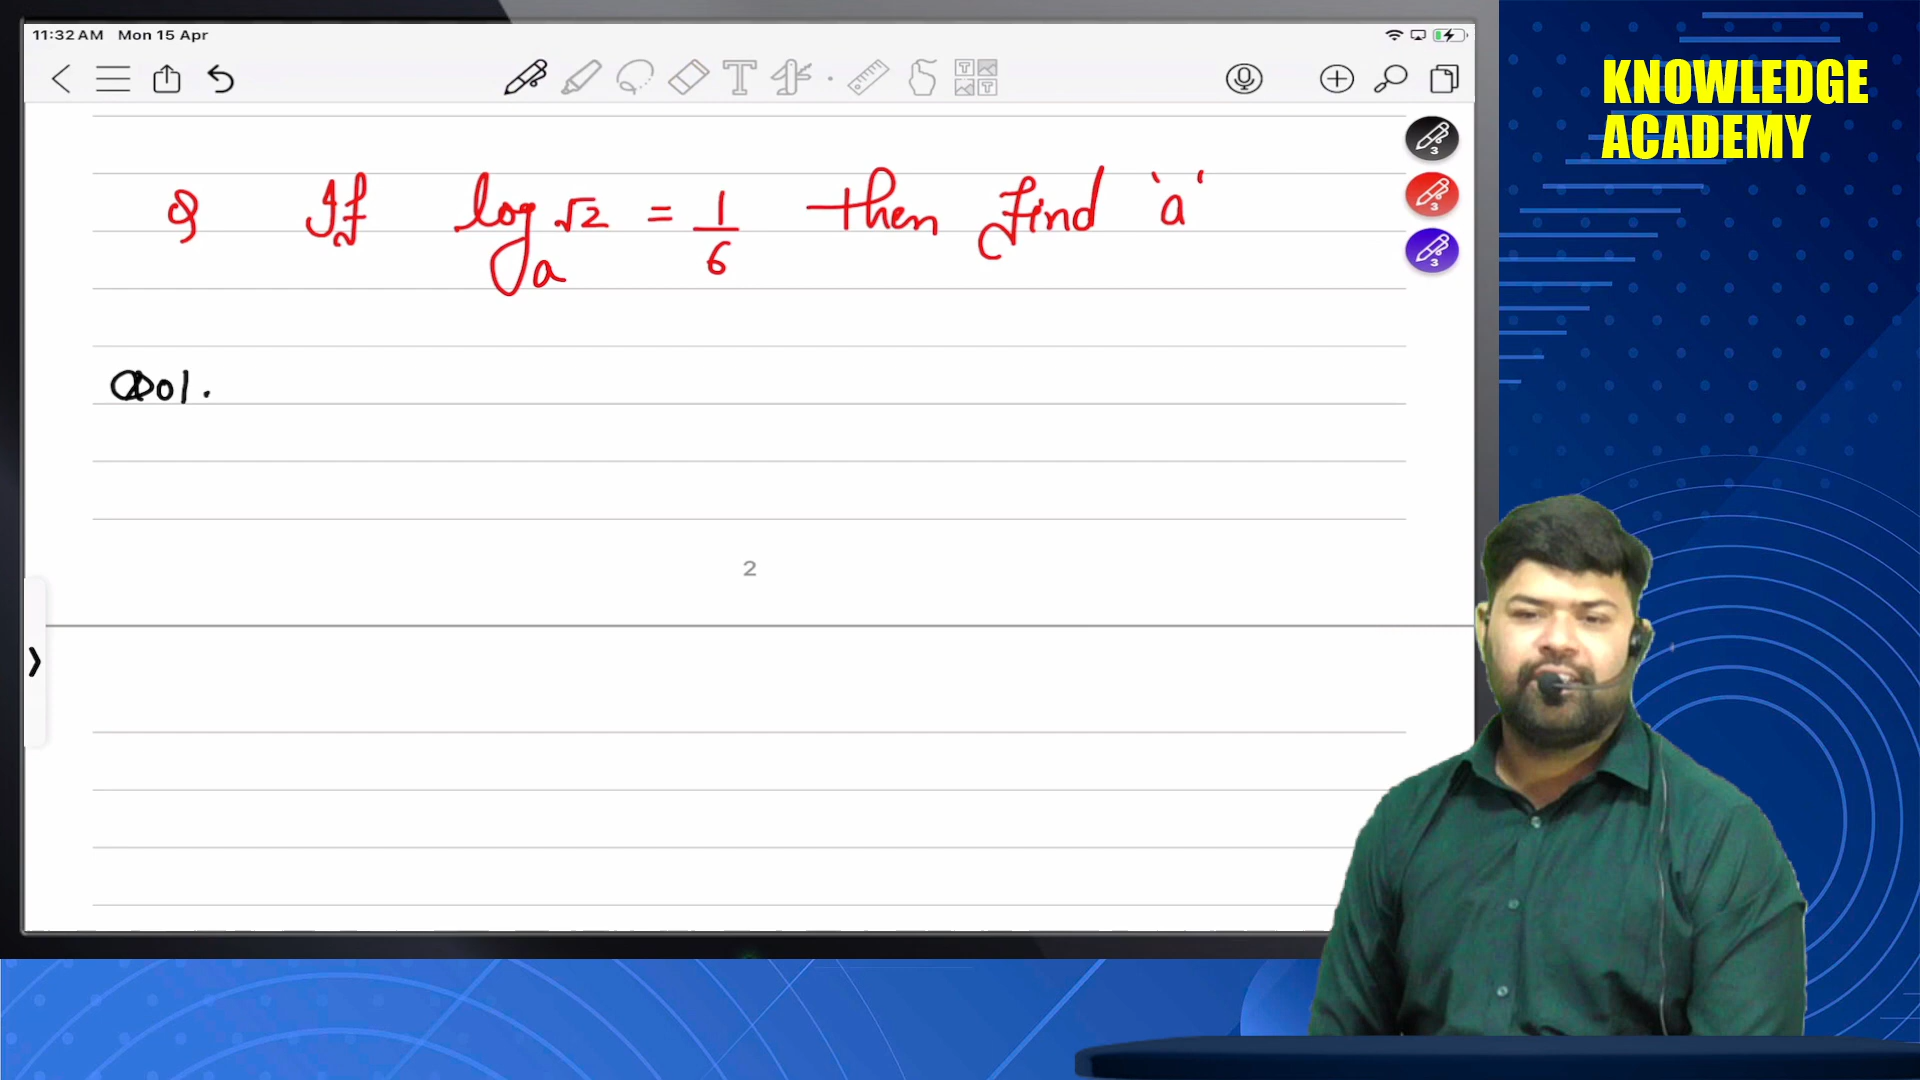 11:32 AM Mon 15 Apr
KNOWLEDGE
ACADEMY
Q If log_a √2 = 1/6 then find 'a'
Sol.
2